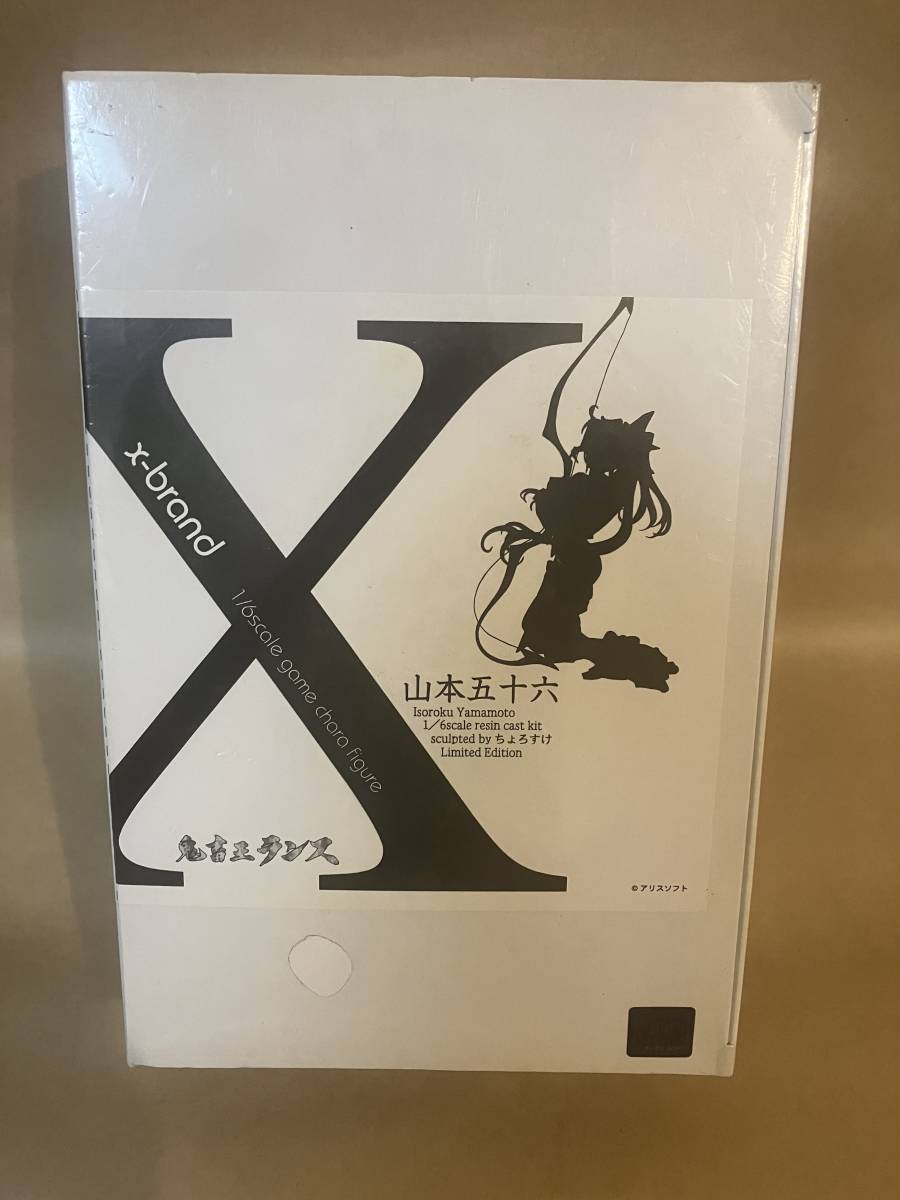 X
x-brand
1/6scale game chara figure
山本五十六
Isoroku Yamamoto
1/6scale resin cast kit
sculpted by ちょろすけ
Limited Edition
鬼畜王ランス
©アリスソフト